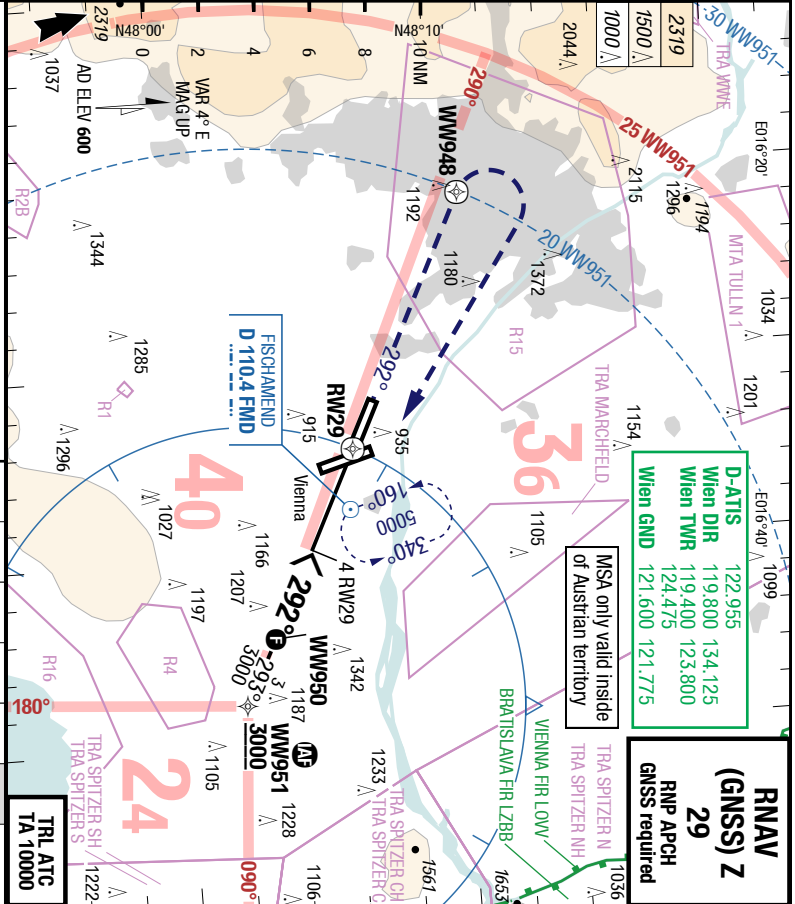 RNAV
(GNSS) Z
29
RNP APCH
GNSS required
D-ATIS 122.955
Wien DIR 119.800 134.125
Wien TWR 119.400 123.800
124.475
Wien GND 121.600 121.775
MSA only valid inside
of Austrian territory
2319
1500
1000
-30 WW951
TRA WWE
25 WW951
20 WW951
E016°20'
E016°40'
N48°00'
N48°10'
0
2
4
6
8
10 NIM
2319
1037
2044
AD ELEV 600
VAR 4° E
MAG UP
290°
WW948
1192
1180
1372
2115
1296
1194
MTA TULLN 1
1034
1201
1154
R15
TRA MARCHFELD
36
R2B
1344
1285
R1
1296
FISCHAMEND
D 110.4 FMD
292°
RW29
915
935
Vienna
160°
5000
340°
1105
1099
40
1027
1166
1207
1197
4 RW29
292°
F
WW950
1342
293°
3
3000
1187
WW951
3000
IAF
R4
R16
180°
090°
24
1105
1228
1233
TRA SPITZER SH
TRA SPITZER S
TRA SPITZER CH
TRA SPITZER C
TRA SPITZER N
TRA SPITZER NH
VIENNA FIR LOVV
BRATISLAVA FIR LZBB
1561
1653
1036
1106
1222
TRL ATC
TA 10000